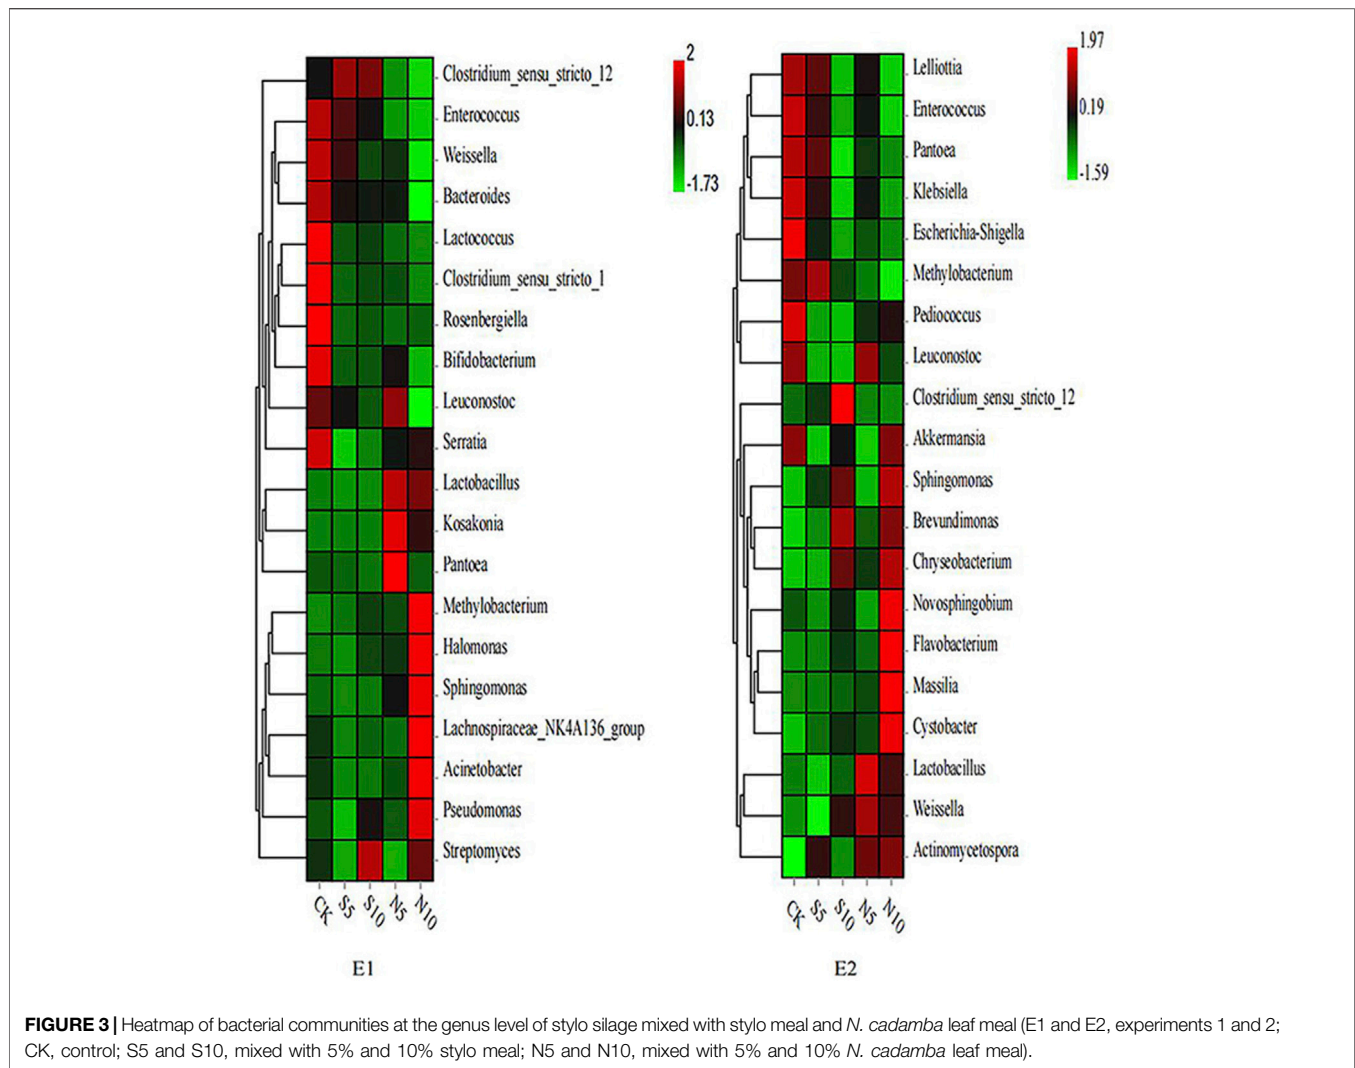 Clostridium_sensu_stricto_12
Enterococcus
Weissella
Bacteroides
Lactococcus
Clostridium_sensu_stricto_1
Rosenbergiella
Bifidobacterium
Leuconostoc
Serratia
Lactobacillus
Kosakonia
Pantoea
Methylobacterium
Halomonas
Sphingomonas
Lachnospiraceae_NK4A136_group
Acinetobacter
Pseudomonas
Streptomyces
2
0.13
-1.73
CK S5 S10 N5 N10
E1
Lelliottia
Enterococcus
Pantoea
Klebsiella
Escherichia-Shigella
Methylobacterium
Pediococcus
Leuconostoc
Clostridium_sensu_stricto_12
Akkermansia
Sphingomonas
Brevundimonas
Chryseobacterium
Novosphingobium
Flavobacterium
Massilia
Cystobacter
Lactobacillus
Weissella
Actinomycetospora
1.97
0.19
-1.59
CK S5 S10 N5 N10
E2
FIGURE 3 | Heatmap of bacterial communities at the genus level of stylo silage mixed with stylo meal and N. cadamba leaf meal (E1 and E2, experiments 1 and 2;
CK, control; S5 and S10, mixed with 5% and 10% stylo meal; N5 and N10, mixed with 5% and 10% N. cadamba leaf meal).